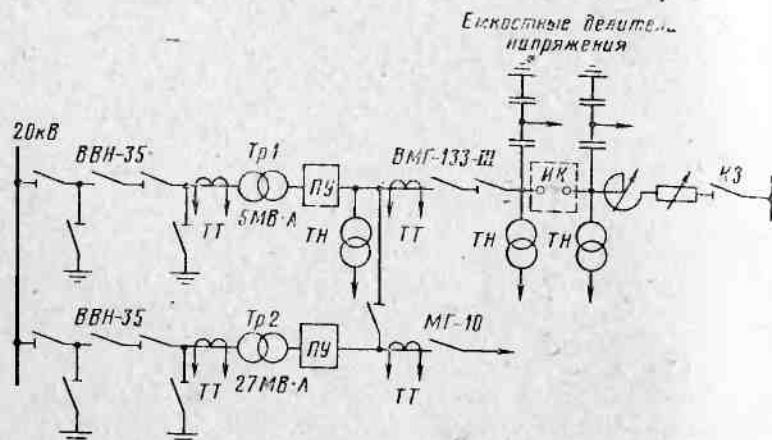 Емкостные делител...
напряжения
20кВ
ВВН-35
Тр1
ПУ
ВМГ-133-III
ИК
КЗ
ТТ
5МВ·А
ТН
ТТ
ТН
ТН
ВВН-35
Тр2
ПУ
МГ-10
ТТ
27МВ·А
ТТ